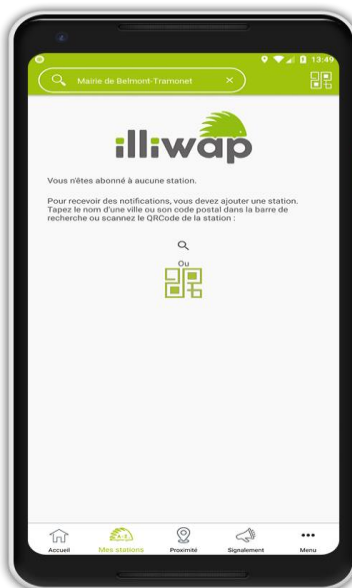 13:49
Mairie de Belmont-Tramonet
illiwap
Vous n'êtes abonné à aucune station.
Pour recevoir des notifications, vous devez ajouter une station.
Tapez le nom d'une ville ou son code postal dans la barre de
recherche ou scannez le QRCode de la station :
Ou
Accueil Mes stations Proximité Signalement Menu